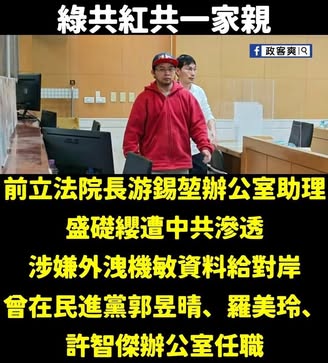 綠共紅共一家親
政客爽
前立法院長游錫堃辦公室助理
盛礎纓遭中共滲透
涉嫌外洩機敏資料給對岸
曾在民進黨郭昱晴、羅美玲、
許智傑辦公室任職